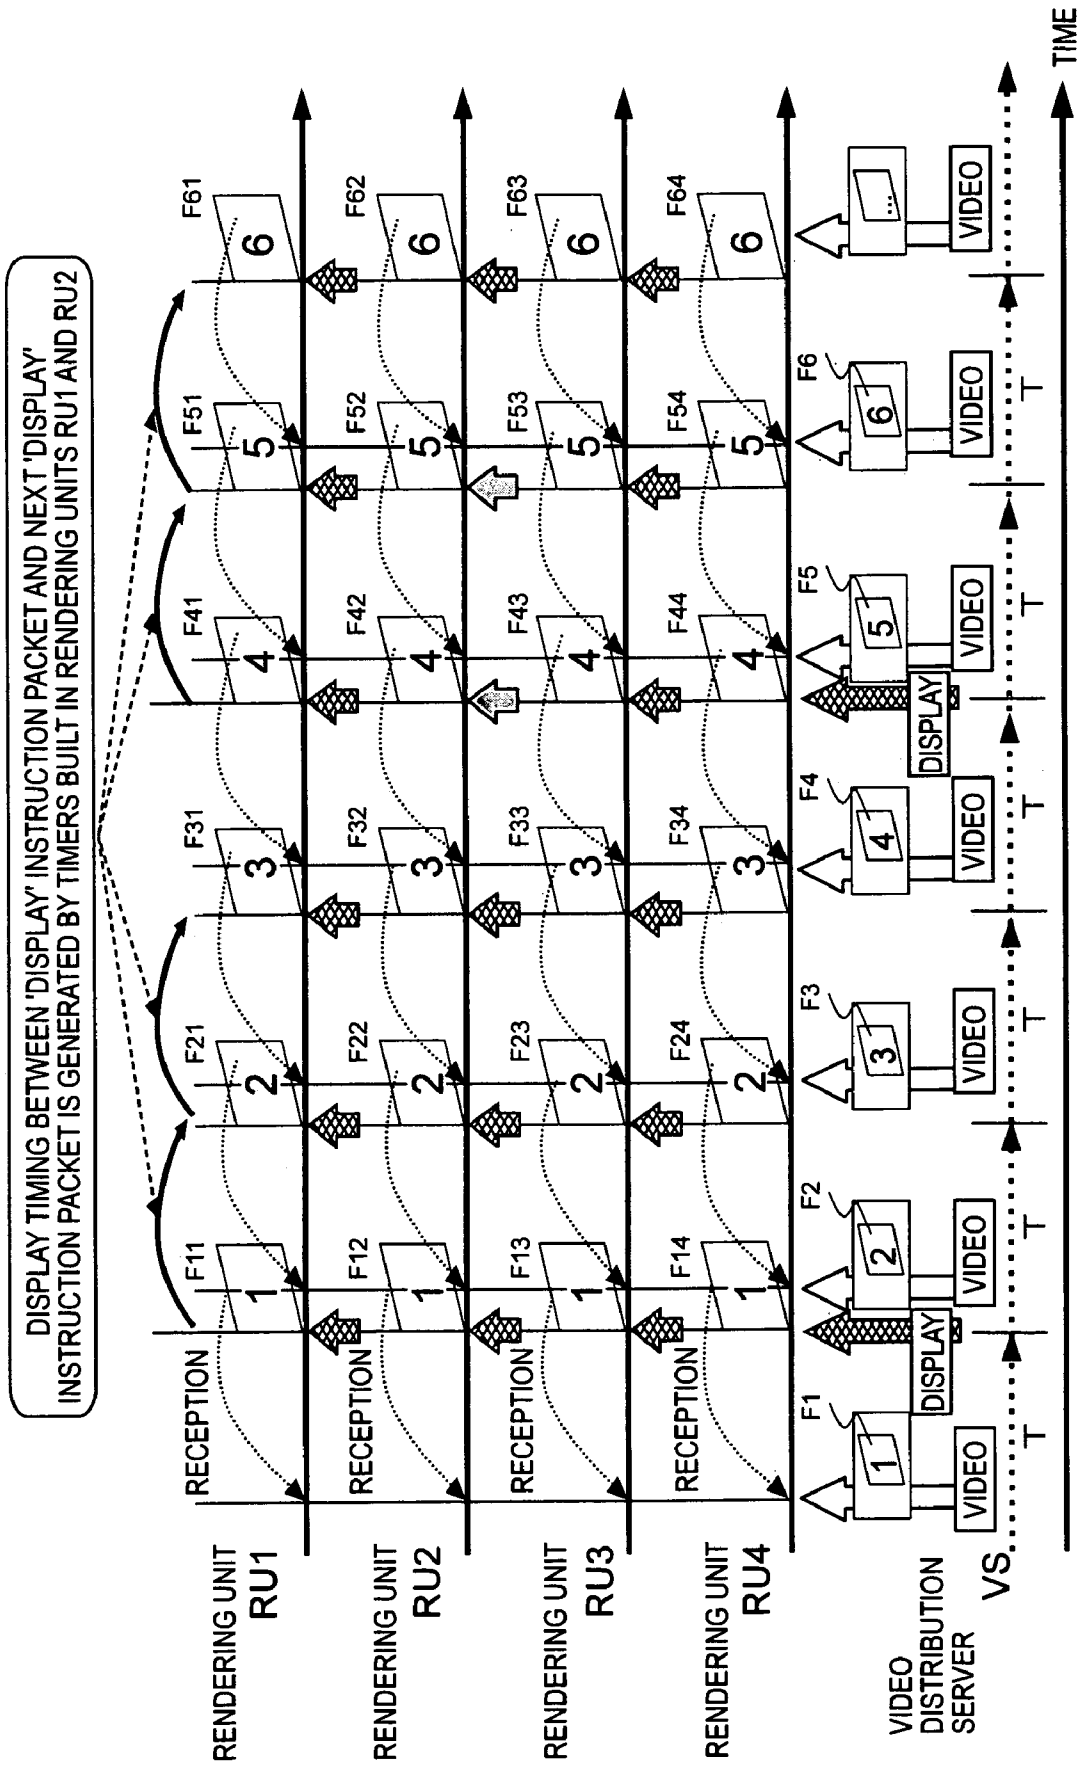 DISPLAY TIMING BETWEEN 'DISPLAY' INSTRUCTION PACKET AND NEXT 'DISPLAY'
INSTRUCTION PACKET IS GENERATED BY TIMERS BUILT IN RENDERING UNITS RU1 AND RU2
RENDERING UNIT
RU1
RECEPTION
F11
F21
F31
F41
F51
F61
1
2
3
4
5
6
RENDERING UNIT
RU2
RECEPTION
F12
F22
F32
F42
F52
F62
1
2
3
4
5
6
RENDERING UNIT
RU3
RECEPTION
F13
F23
F33
F43
F53
F63
1
2
3
4
5
6
RENDERING UNIT
RU4
RECEPTION
F14
F24
F34
F44
F54
F64
1
2
3
4
5
6
VIDEO
DISTRIBUTION
SERVER
VS
F1
F2
F3
F4
F5
F6
1
2
3
4
5
6
...
DISPLAY
DISPLAY
VIDEO
VIDEO
VIDEO
VIDEO
VIDEO
VIDEO
VIDEO
T
T
T
T
T
T
TIME